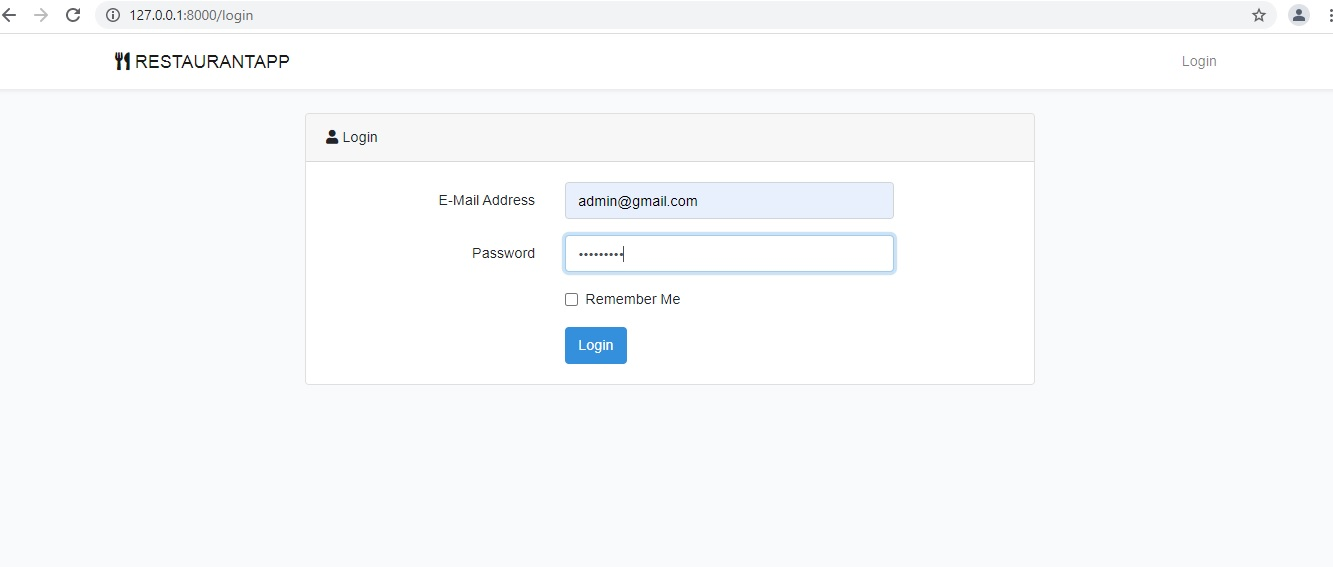 127.0.0.1:8000/login
RESTAURANTAPP
Login
Login
E-Mail Address
admin@gmail.com
Password
•••••••••
Remember Me
Login